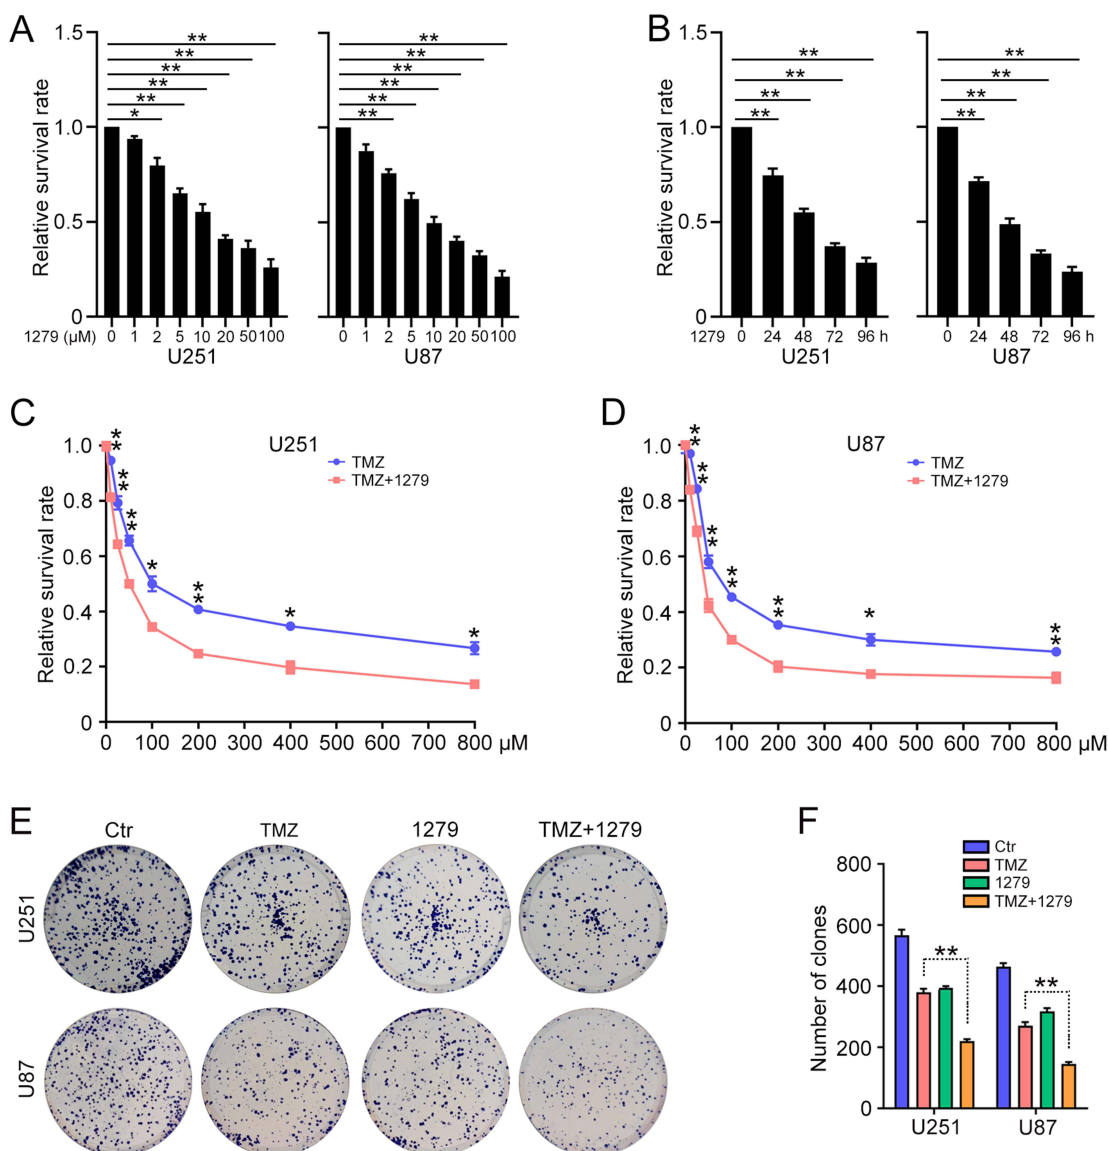 A
1.5
1.0
0.5
0
Relative survival rate
**
**
**
**
**
*
1279 (μM)
0 1 2 5 10 20 50 100
U251
**
**
**
**
**
**
0 1 2 5 10 20 50 100
U87
B
1.5
1.0
0.5
0
Relative survival rate
**
**
**
**
1279
0 24 48 72 96 h
U251
**
**
**
**
0 24 48 72 96 h
U87
C
U251
TMZ
TMZ+1279
1.0
0.8
0.6
0.4
0.2
0
Relative survival rate
**
**
**
*
**
*
*
0 100 200 300 400 500 600 700 800 μM
D
U87
TMZ
TMZ+1279
1.0
0.8
0.6
0.4
0.2
0
Relative survival rate
**
**
**
**
**
*
**
0 100 200 300 400 500 600 700 800 μM
E
Ctr TMZ 1279 TMZ+1279
U251
U87
F
Ctr
TMZ
1279
TMZ+1279
800
600
400
200
0
Number of clones
**
**
U251 U87